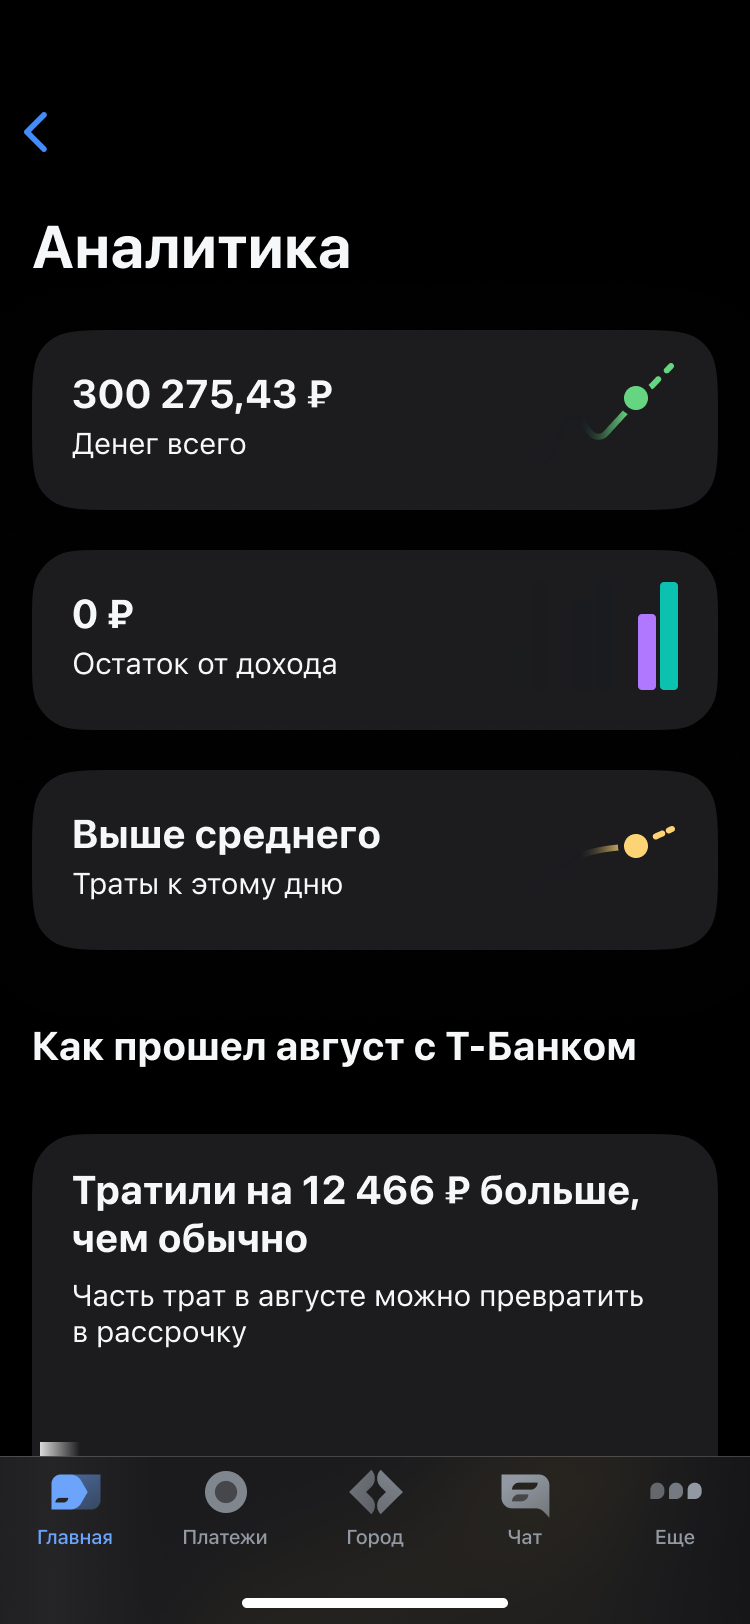 Аналитика
300 275,43 ₽
Денег всего
0 ₽
Остаток от дохода
Выше среднего
Траты к этому дню
Как прошел август с Т-Банком
Тратили на 12 466 ₽ больше,
чем обычно
Часть трат в августе можно превратить
в рассрочку
Главная
Платежи
Город
Чат
Еще